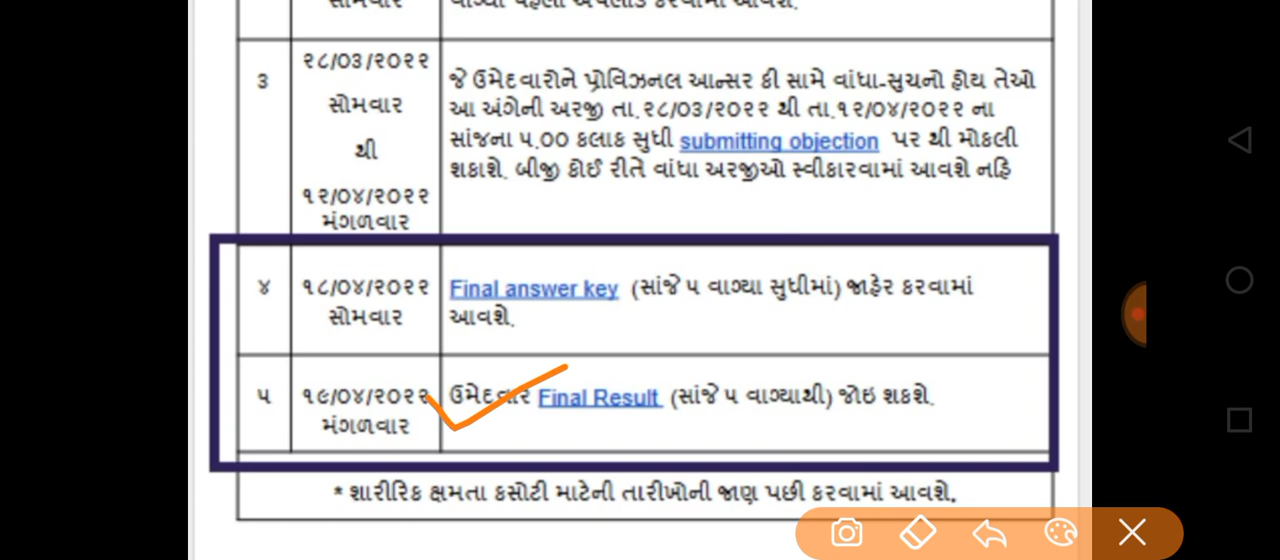 ૩
૨૮/૦૩/૨૦૨૨
સોમવાર
થી
૧૨/૦૪/૨૦૨૨
મંગળવાર
જે ઉમેદવારોને પ્રોવિઝનલ આન્સર કી સામે વાંધા-સુચનો હોય તેઓ
આ અંગેની અરજી તા.૨૮/૦૩/૨૦૨૨ થી તા.૧૨/૦૪/૨૦૨૨ ના
સાંજના ૫.૦૦ કલાક સુધી submitting objection પર થી મોકલી
શકાશે. બીજી કોઈ રીતે વાંધા અરજીઓ સ્વીકારવામાં આવશે નહિ
૪
૧૮/૦૪/૨૦૨૨
સોમવાર
Final answer key (સાંજે ૫ વાગ્યા સુધીમાં) જાહેર કરવામાં
આવશે.
૫
૧૯/૦૪/૨૦૨૨
મંગળવાર
ઉમેદવાર Final Result (સાંજે ૫ વાગ્યાથી) જોઇ શકશે.
* શારીરિક ક્ષમતા કસોટી માટેની તારીખોની જાણ પછી કરવામાં આવશે.